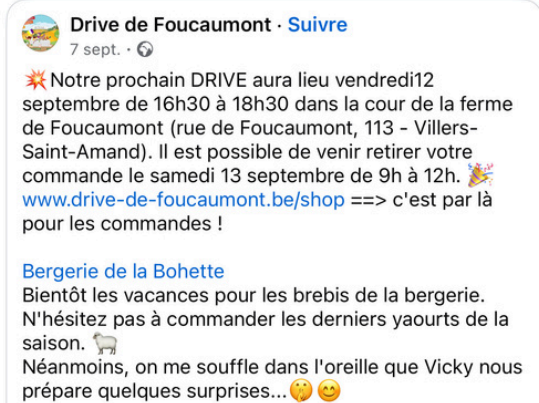 Drive de Foucaumont · Suivre
7 sept. ·
💥Notre prochain DRIVE aura lieu vendredi12
septembre de 16h30 à 18h30 dans la cour de la ferme
de Foucaumont (rue de Foucaumont, 113 - Villers-
Saint-Amand). Il est possible de venir retirer votre
commande le samedi 13 septembre de 9h à 12h. 🎉
www.drive-de-foucaumont.be/shop ==> c'est par là
pour les commandes !
Bergerie de la Bohette
Bientôt les vacances pour les brebis de la bergerie.
N'hésitez pas à commander les derniers yaourts de la
saison. 🐑
Néanmoins, on me souffle dans l'oreille que Vicky nous
prépare quelques surprises...🤫😊